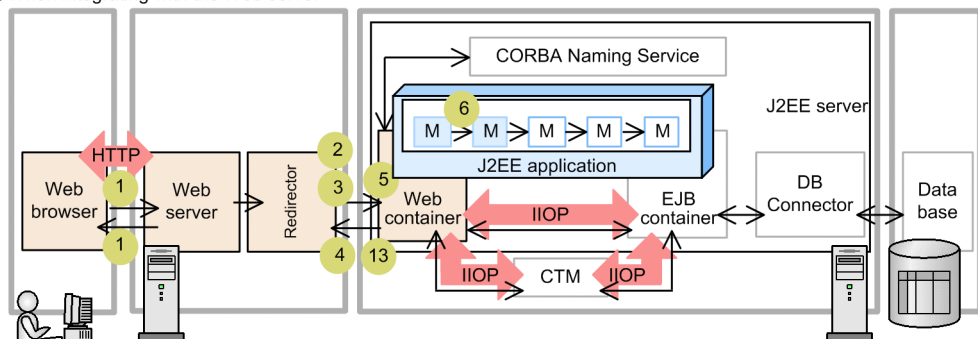 CORBA Naming Service
J2EE server
6
M M M M M
J2EE application
HTTP
2
1
3
5
Web
browser
Web
server
Redirector
Web
container
IIOP
EJB
container
DB
Connector
Data
base
1
4
13
IIOP
CTM
IIOP